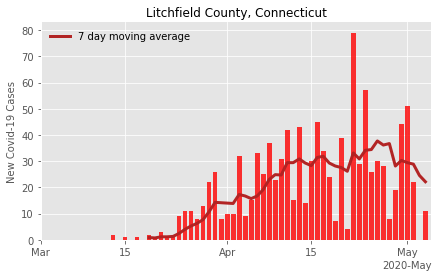 Litchfield County, Connecticut
7 day moving average
New Covid-19 Cases
80
70
60
50
40
30
20
10
0
Mar
15
Apr
15
May
2020-May